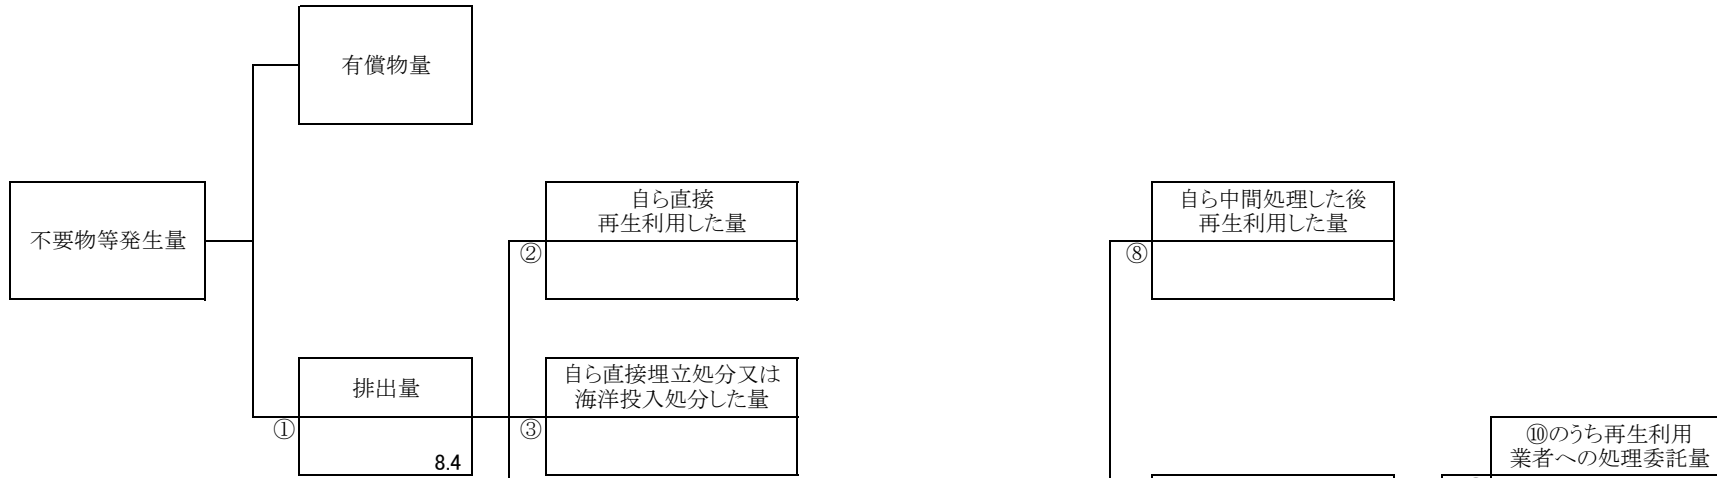 有償物量
不要物等発生量
自ら直接
再生利用した量
②
自ら中間処理した後
再生利用した量
⑧
排出量
①
8.4
自ら直接埋立処分又は
海洋投入処分した量
③
⑩のうち再生利用
業者への処理委託量